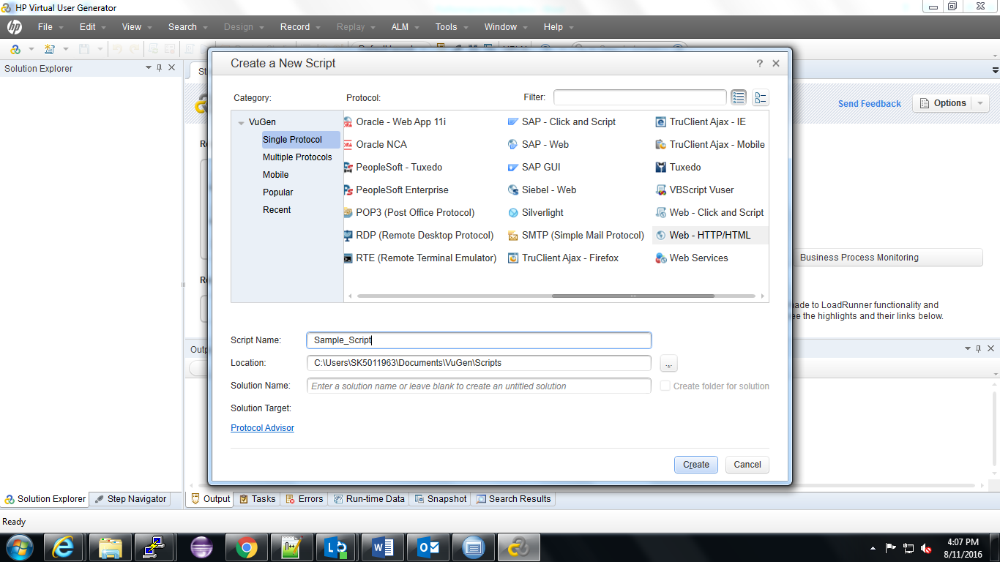 HP Virtual User Generator
hp File Edit View Search Design Record Replay ALM Tools Window Help
Solution Explorer
Create a New Script
Send Feedback Options
Category: Protocol: Filter:
VuGen
Single Protocol
Multiple Protocols
Mobile
Popular
Recent
Oracle - Web App 11i SAP - Click and Script TruClient Ajax - IE
Oracle NCA SAP - Web TruClient Ajax - Mobile
PeopleSoft - Tuxedo SAP GUI Tuxedo
PeopleSoft Enterprise Siebel - Web VBScript Vuser
POP3 (Post Office Protocol) Silverlight Web - Click and Script
RDP (Remote Desktop Protocol) SMTP (Simple Mail Protocol) Web - HTTP/HTML
RTE (Remote Terminal Emulator) TruClient Ajax - Firefox Web Services
Business Process Monitoring
to LoadRunner functionality and
the highlights and their links below.
Script Name: Sample_Script
Location: C:\Users\SK5011963\Documents\VuGen\Scripts ...
Solution Name: Enter a solution name or leave blank to create an untitled solution Create folder for solution
Solution Target:
Protocol Advisor
Create Cancel
Solution Explorer Step Navigator Output Tasks Errors Run-time Data Snapshot Search Results
Ready
4:07 PM
8/11/2016